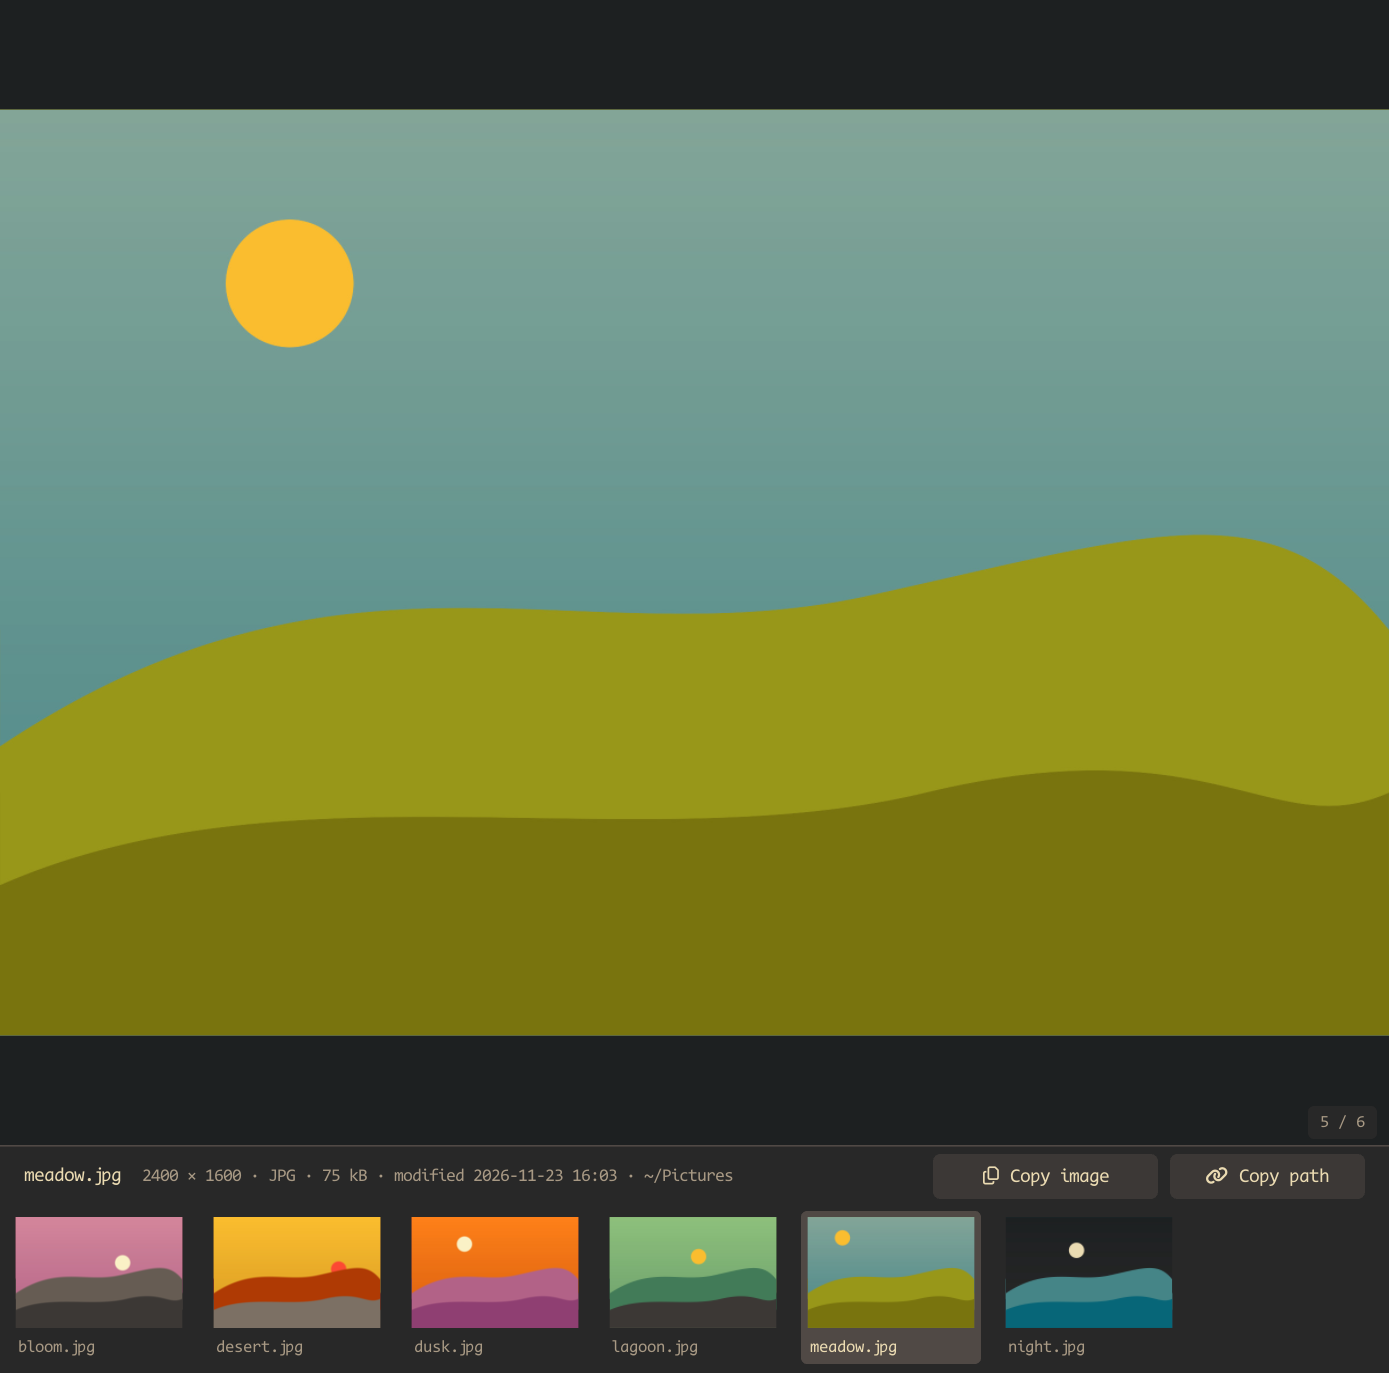 5 / 6
meadow.jpg 2400 × 1600 · JPG · 75 kB · modified 2026-11-23 16:03 · ~/Pictures
Copy image
Copy path
bloom.jpg
desert.jpg
dusk.jpg
lagoon.jpg
meadow.jpg
night.jpg